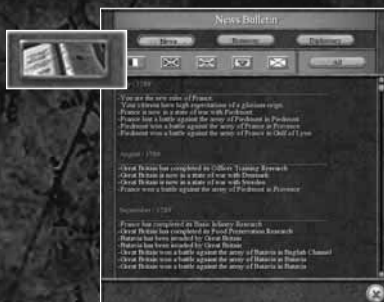 News Bulletin
News
Economy
Diplomacy
All
/ 1789
-You are the new ruler of France.
-Your citizens have high expectations of a glorious reign.
-France is now in a state of war with Piedmont
-France lost a battle against the army of Piedmont in Piedmont
-Piedmont won a battle against the army of France in Provence
-Piedmont won a battle against the army of France in Gulf of Lyon
August / 1789
-Great Britain has completed its Officer Training Research
-Great Britain is now in a state of war with Denmark
-Great Britain is now in a state of war with Sweden
-France won a battle against the army of Piedmont in Provence
September / 1789
-France has completed its Basic Infantry Research
-Great Britain has completed its Food Preservation Research
-Batavia has been invaded by Great Britain
-Batavia has been invaded by Great Britain
-Great Britain won a battle against the army of Batavia in English Channel
-Great Britain won a battle against the army of Batavia in Batavia
-Great Britain won a battle against the army of Batavia in Batavia